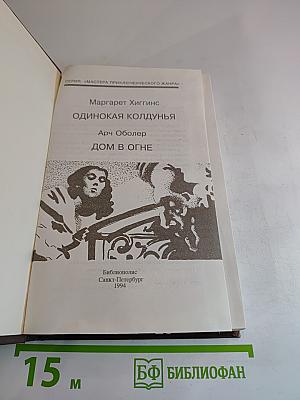 СЕРИЯ: «МАСТЕРА ПРИКЛЮЧЕНЧЕСКОГО ЖАНРА»
Маргарет Хиггинс
ОДИНОКАЯ КОЛДУНЬЯ
Арч Оболер
ДОМ В ОГНЕ
Библиополис
Санкт-Петербург
1994
15 м
БФ БИБЛИОФАН